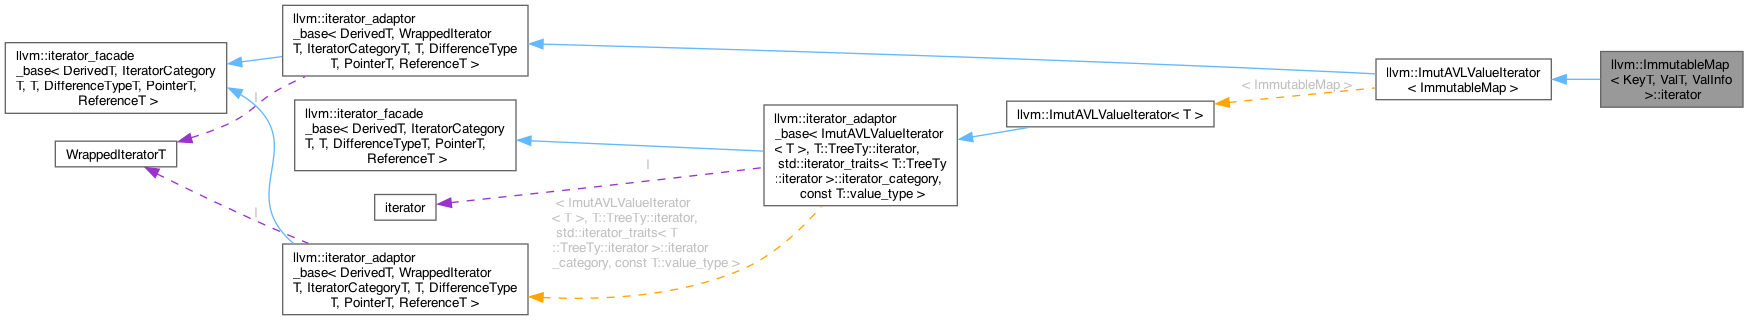 llvm::iterator_facade
_base< DerivedT, IteratorCategory
T, T, DifferenceTypeT, PointerT,
ReferenceT >
WrappedIteratorT
llvm::iterator_adaptor
_base< DerivedT, WrappedIterator
T, IteratorCategoryT, T, DifferenceType
T, PointerT, ReferenceT >
I
llvm::iterator_facade
_base< DerivedT, IteratorCategory
T, T, DifferenceTypeT, PointerT,
ReferenceT >
iterator
I
llvm::iterator_adaptor
_base< DerivedT, WrappedIterator
T, IteratorCategoryT, T, DifferenceType
T, PointerT, ReferenceT >
I
< ImutAVLValueIterator
< T >, T::TreeTy::iterator,
std::iterator_traits< T
::TreeTy::iterator >::iterator
_category, const T::value_type >
llvm::iterator_adaptor
_base< ImutAVLValueIterator
< T >, T::TreeTy::iterator,
std::iterator_traits< T::TreeTy
::iterator >::iterator_category,
const T::value_type >
llvm::ImutAVLValueIterator< T >
< ImmutableMap >
llvm::ImutAVLValueIterator
< ImmutableMap >
llvm::ImmutableMap
< KeyT, ValT, ValInfo
>::iterator